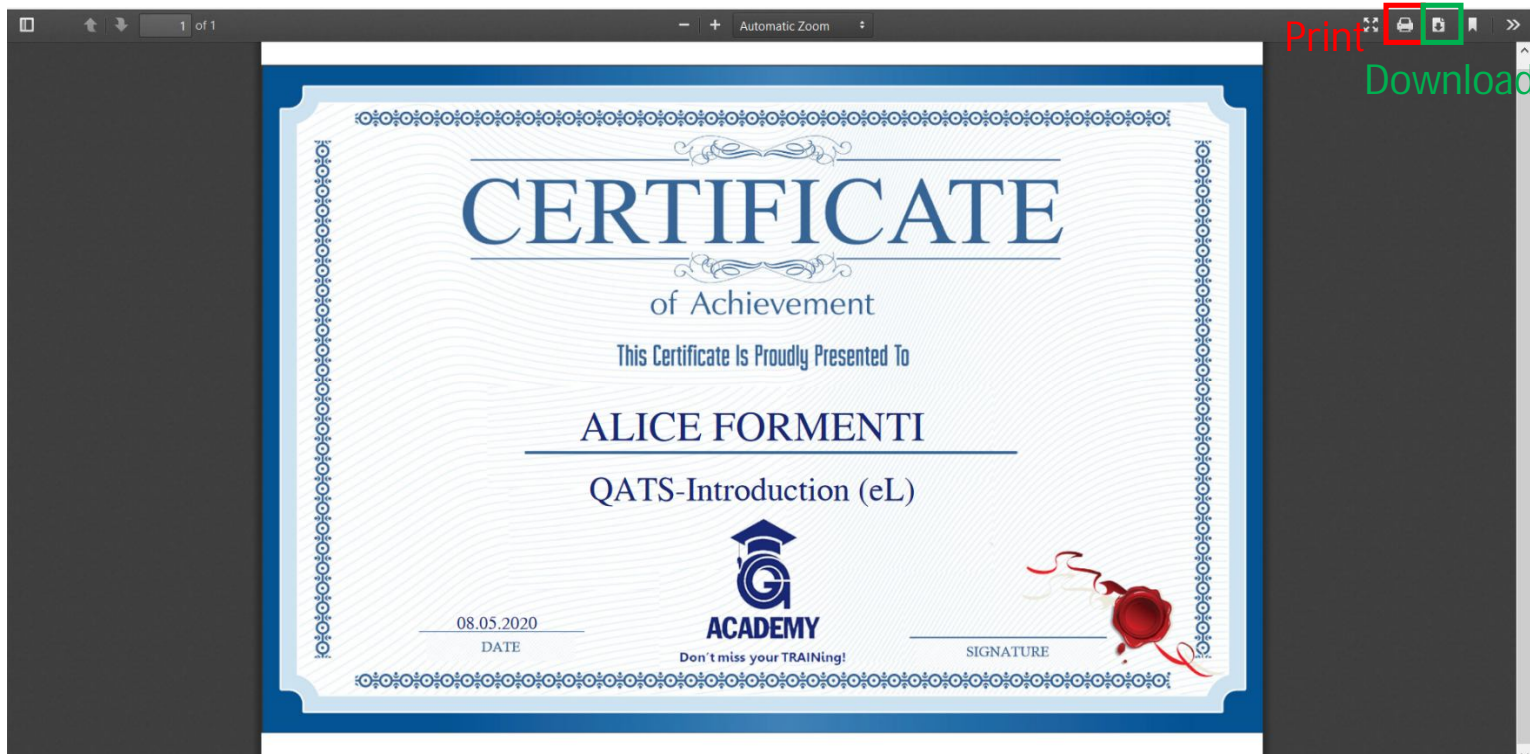 1 of 1
Automatic Zoom
Print
Download
CERTIFICATE
of Achievement
This Certificate Is Proudly Presented To
ALICE FORMENTI
QATS-Introduction (eL)
G
ACADEMY
Don´t miss your TRAINing!
08.05.2020
DATE
SIGNATURE